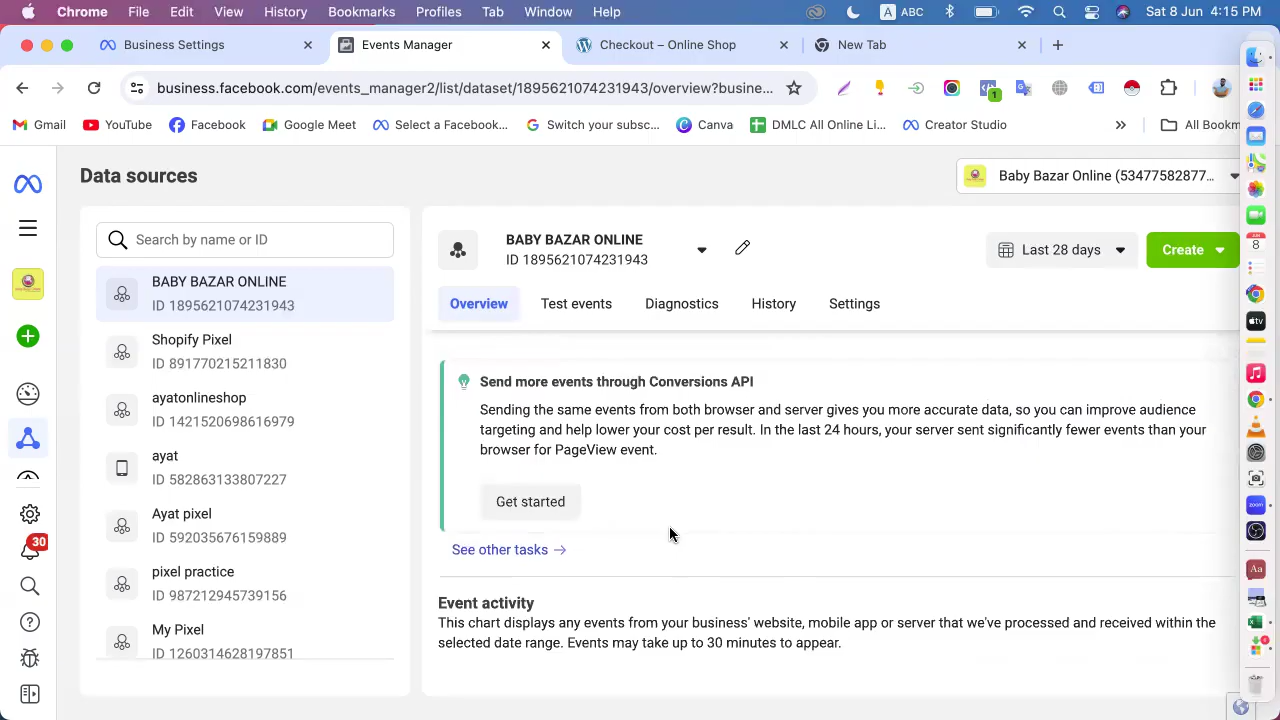 Chrome File Edit View History Bookmarks Profiles Tab Window Help A ABC Sat 8 Jun 4:15 PM
Business Settings Events Manager Checkout – Online Shop New Tab
business.facebook.com/events_manager2/list/dataset/1895621074231943/overview?busine... 1
Gmail YouTube Facebook Google Meet Select a Facebook... Switch your subsc... Canva DMLC All Online Li... Creator Studio » All Bookm
Data sources
Baby Bazar Online (53477582877...
Search by name or ID
BABY BAZAR ONLINE
ID 1895621074231943
Shopify Pixel
ID 891770215211830
ayatonlineshop
ID 1421520698616979
ayat
ID 582863133807227
Ayat pixel
ID 592035676159889
pixel practice
ID 987212945739156
My Pixel
ID 1260314628197851
30
BABY BAZAR ONLINE
ID 1895621074231943
Last 28 days
Create
Overview Test events Diagnostics History Settings
Send more events through Conversions API
Sending the same events from both browser and server gives you more accurate data, so you can improve audience
targeting and help lower your cost per result. In the last 24 hours, your server sent significantly fewer events than your
browser for PageView event.
Get started
See other tasks
Event activity
This chart displays any events from your business' website, mobile app or server that we've processed and received within the
selected date range. Events may take up to 30 minutes to appear.
8
tv
zoom
Aa